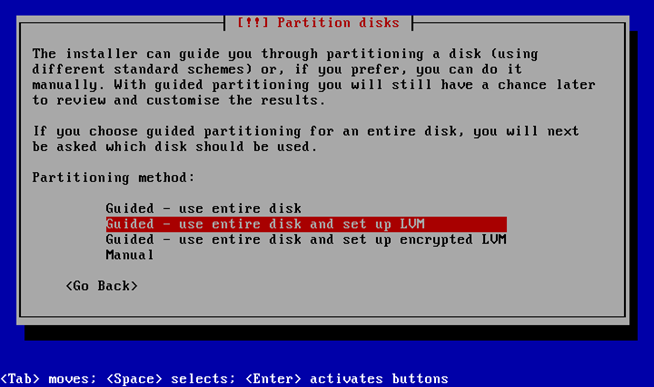 [!!] Partition disks
The installer can guide you through partitioning a disk (using
different standard schemes) or, if you prefer, you can do it
manually. With guided partitioning you will still have a chance later
to review and customise the results.
If you choose guided partitioning for an entire disk, you will next
be asked which disk should be used.
Partitioning method:
Guided - use entire disk
Guided - use entire disk and set up LVM
Guided - use entire disk and set up encrypted LVM
Manual
<Go Back>
<Tab> moves; <Space> selects; <Enter> activates buttons